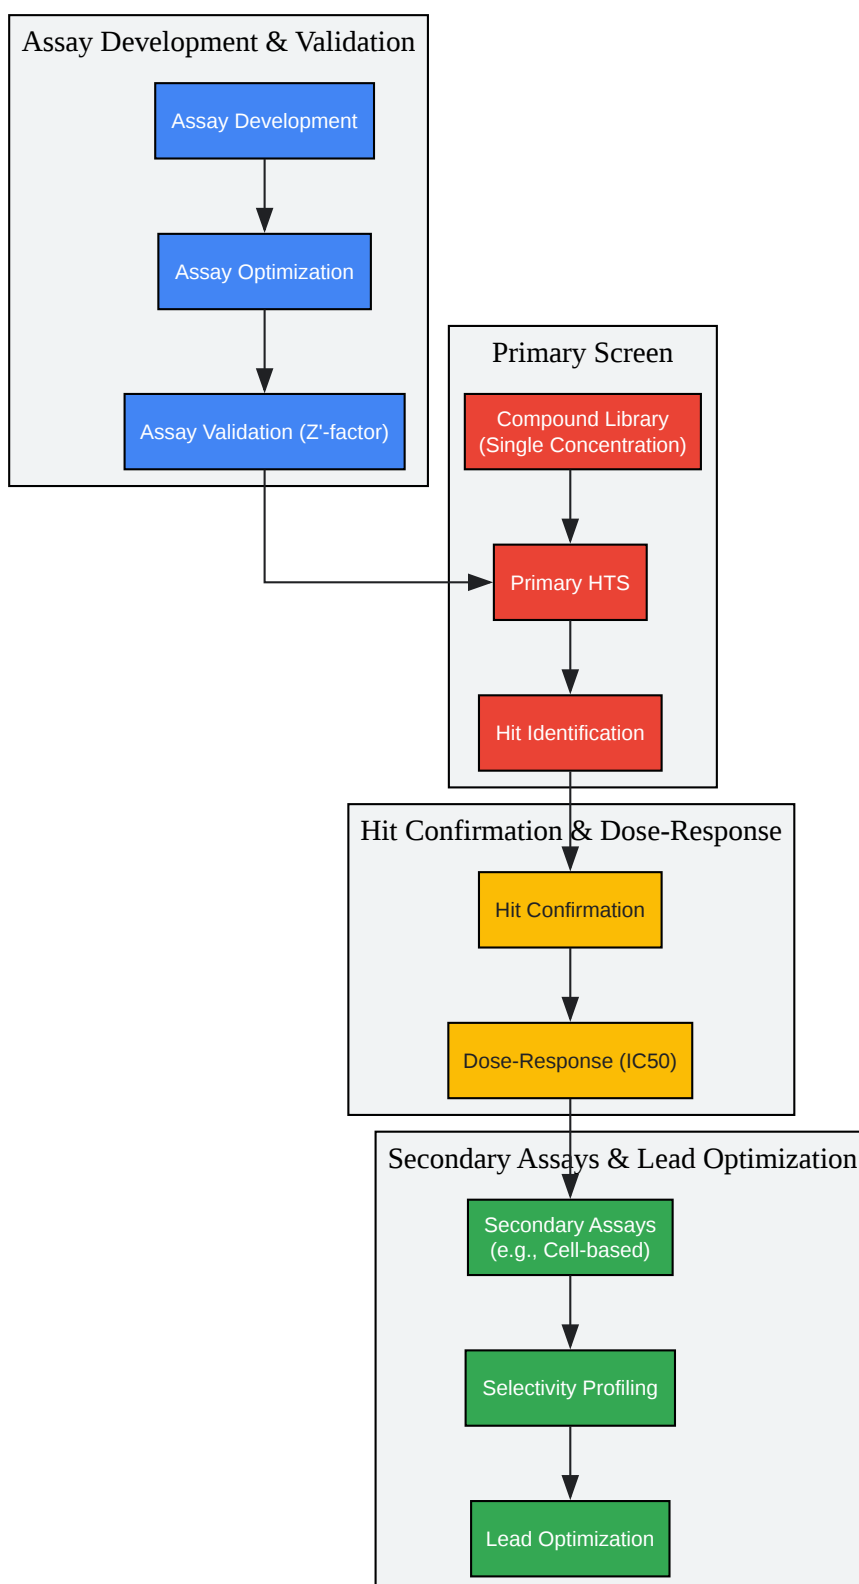 Assay Development & Validation
Assay Development
Assay Optimization
Assay Validation (Z'-factor)
Primary Screen
Compound Library
(Single Concentration)
Primary HTS
Hit Identification
Hit Confirmation & Dose-Response
Hit Confirmation
Dose-Response (IC50)
Secondary Assays & Lead Optimization
Secondary Assays
(e.g., Cell-based)
Selectivity Profiling
Lead Optimization